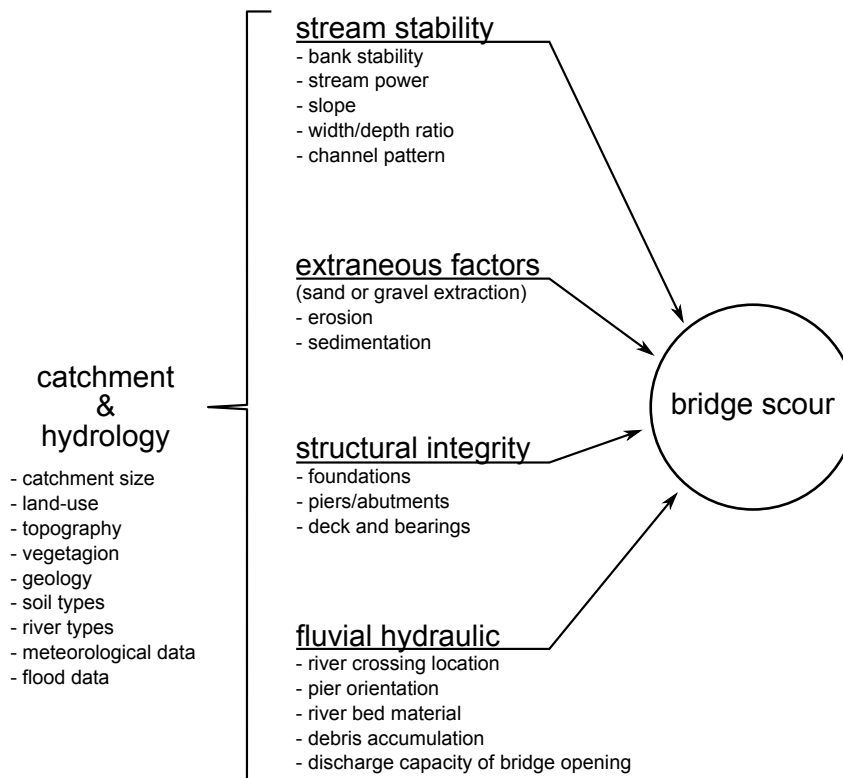 catchment
&
hydrology
- catchment size
- land-use
- topography
- vegetagion
- geology
- soil types
- river types
- meteorological data
- flood data
stream stability
- bank stability
- stream power
- slope
- width/depth ratio
- channel pattern
extraneous factors
(sand or gravel extraction)
- erosion
- sedimentation
structural integrity
- foundations
- piers/abutments
- deck and bearings
fluvial hydraulic
- river crossing location
- pier orientation
- river bed material
- debris accumulation
- discharge capacity of bridge opening
bridge scour